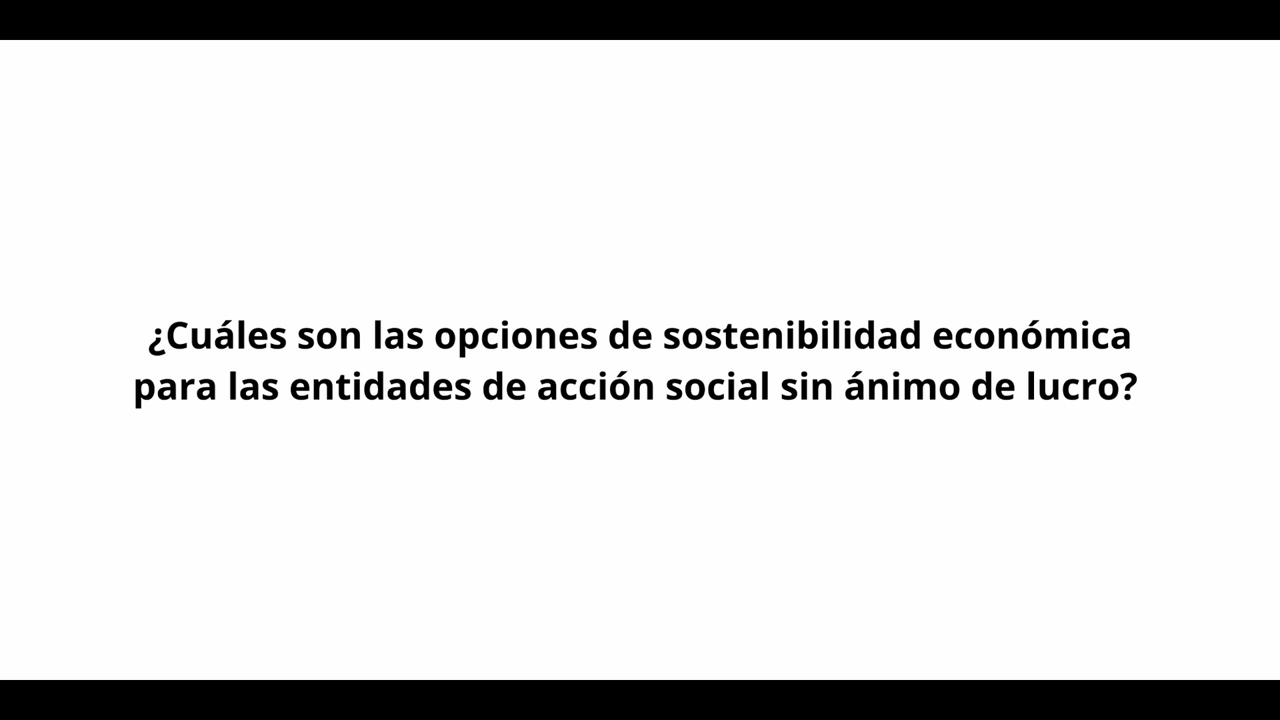 ¿Cuáles son las opciones de sostenibilidad económica
para las entidades de acción social sin ánimo de lucro?